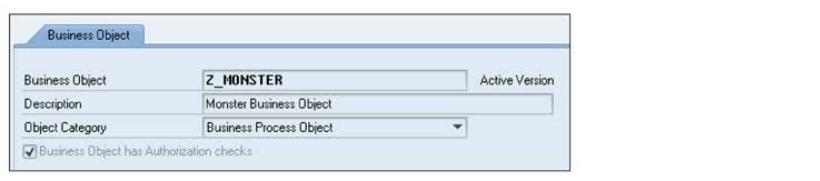 Business Object
Business Object Z_MONSTER Active Version
Description Monster Business Object
Object Category Business Process Object
Business Object has Authorization checks